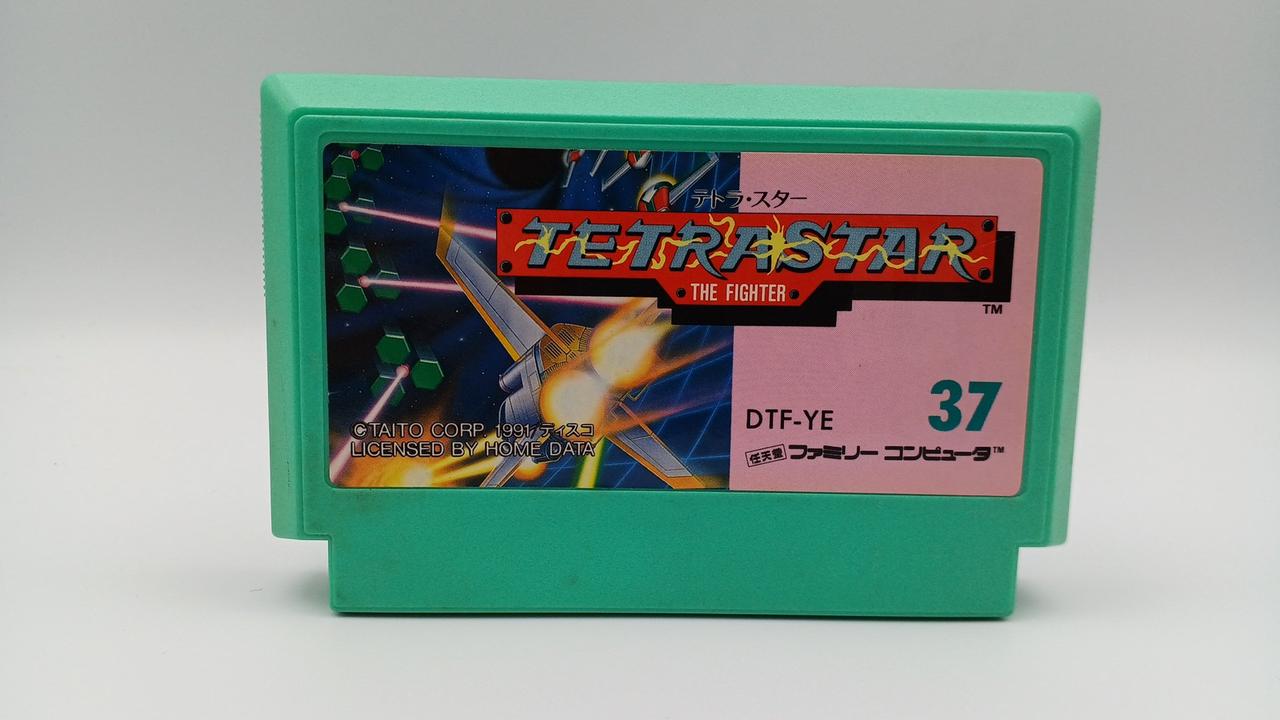 テトラ・スター
TETRASTAR
THE FIGHTER
TM
37
DTF-YE
©TAITO CORP. 1991/ディスコ
LICENSED BY HOME DATA
任天堂 ファミリー コンピュータ™